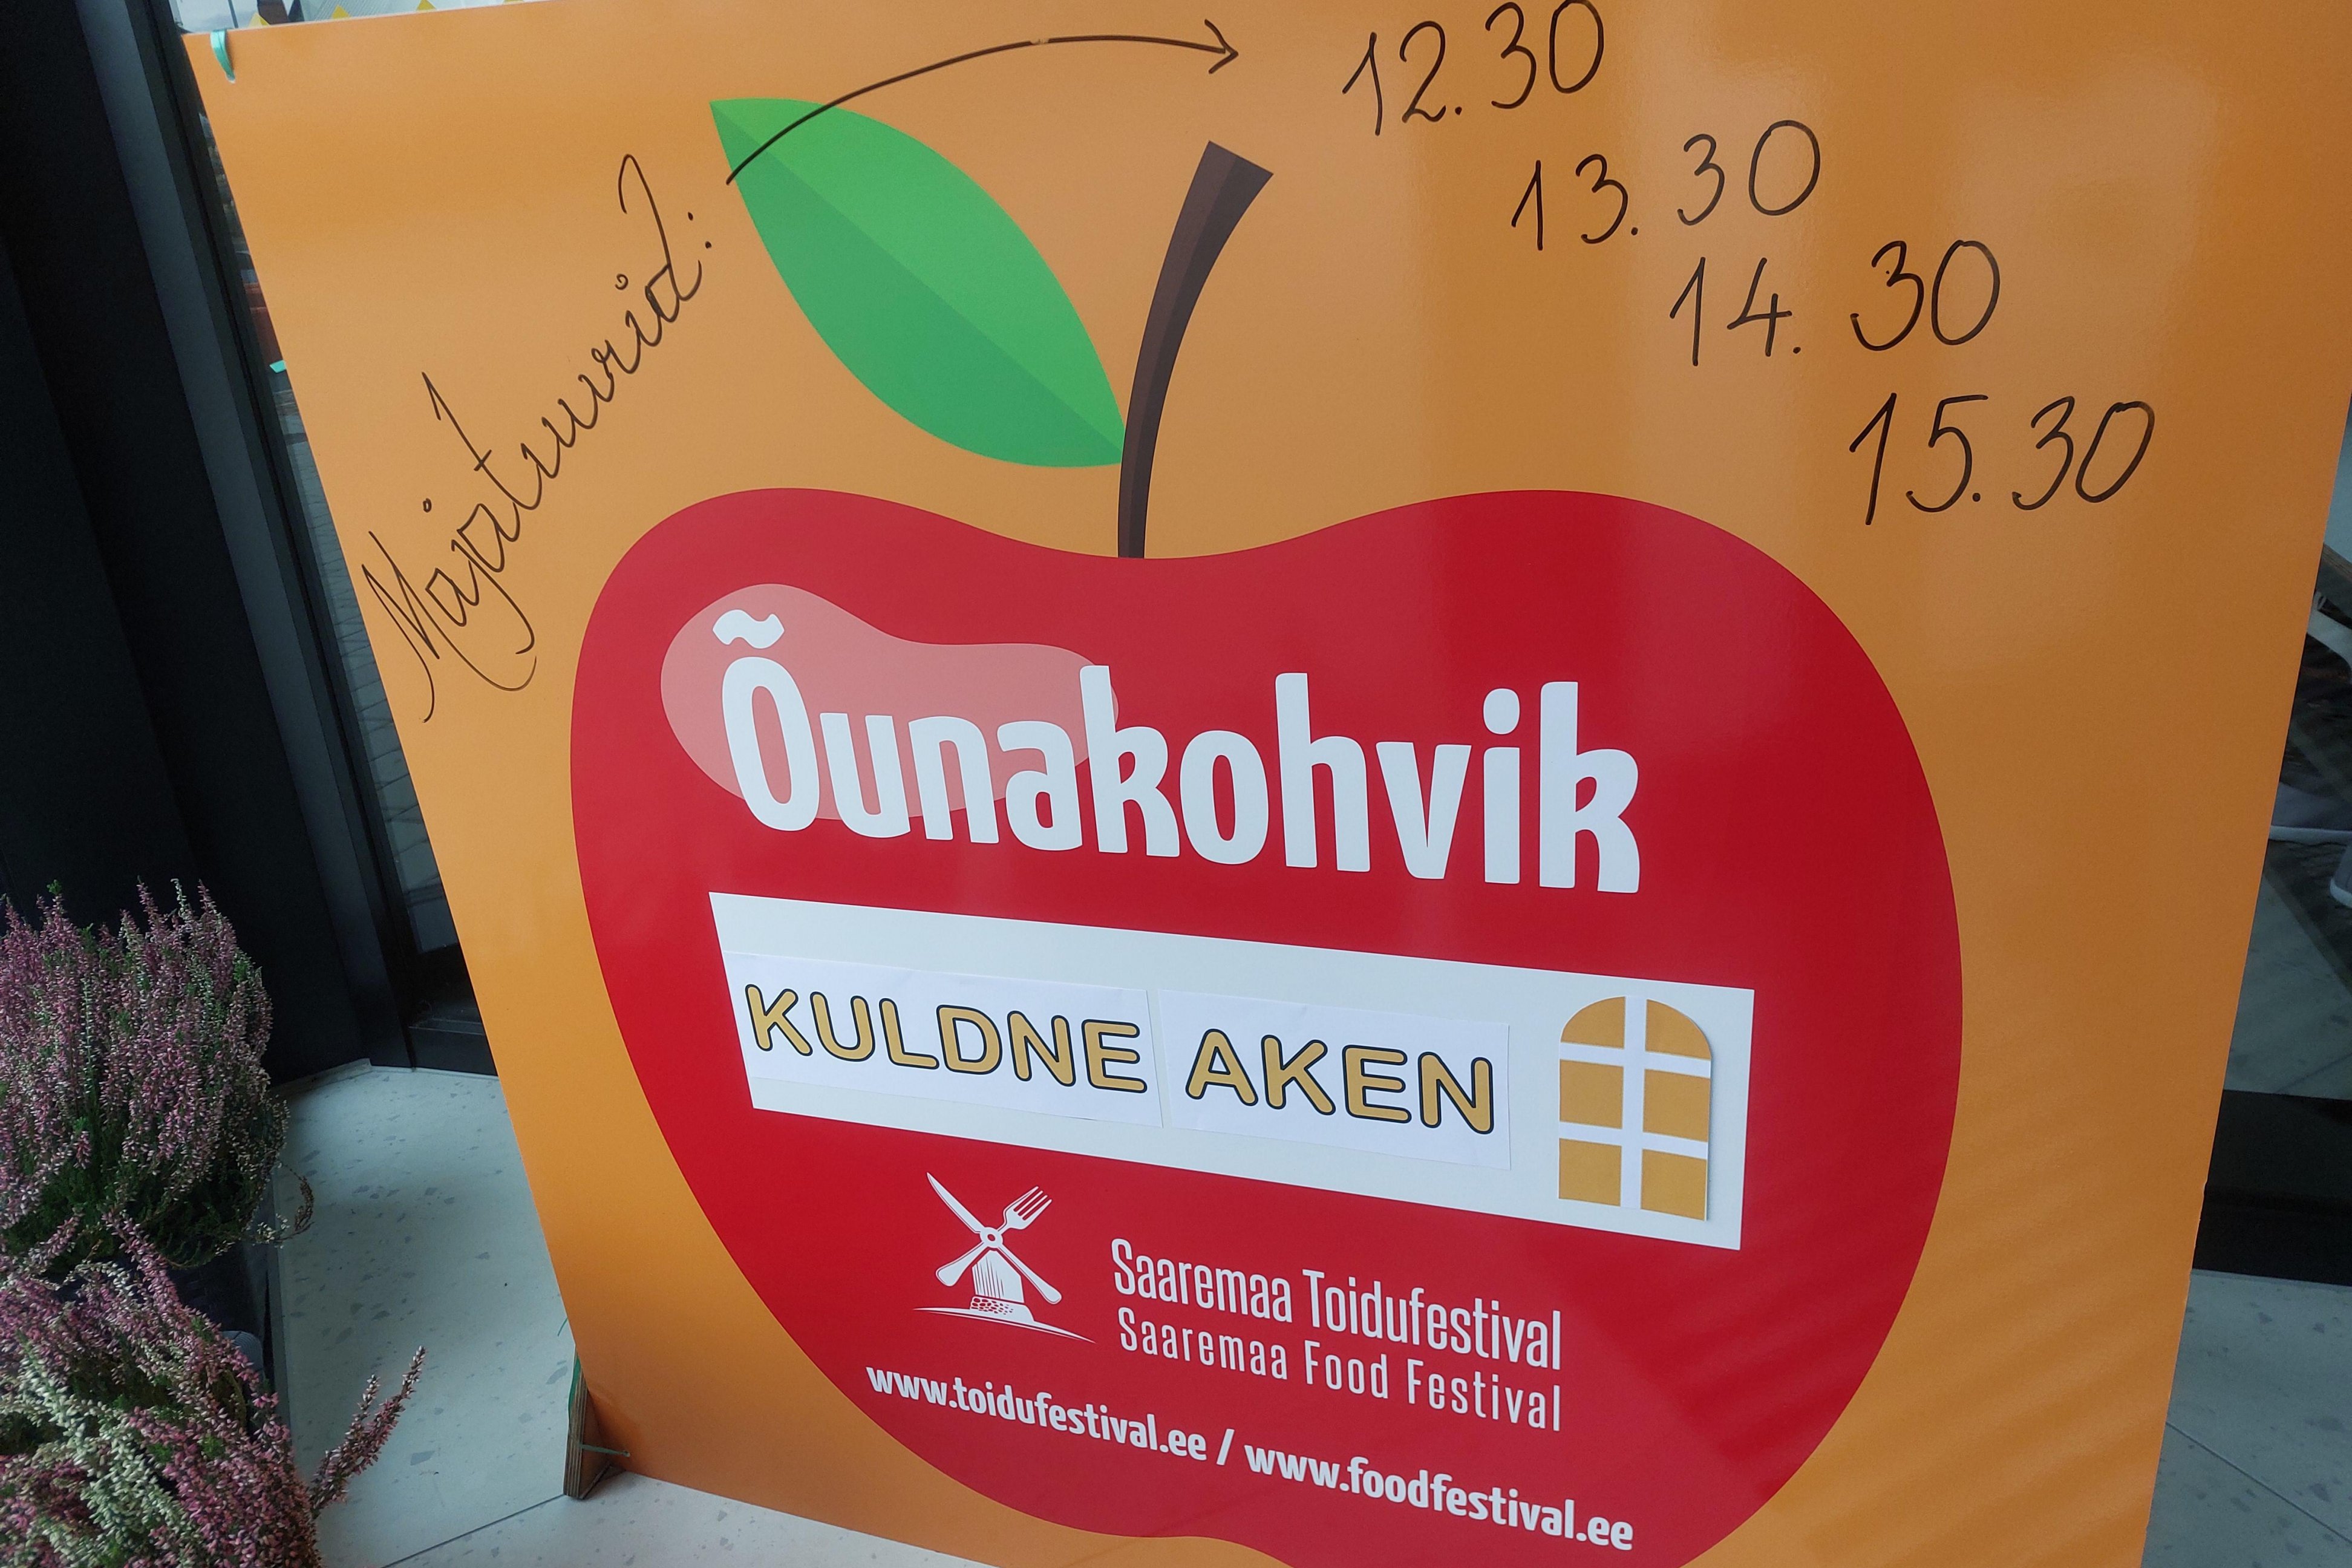 Majatuurid:
12.30
13.30
14.30
15.30
Õunakohvik
KULDNE AKEN
Saaremaa Toidufestival
Saaremaa Food Festival
www.toidufestival.ee / www.foodfestival.ee